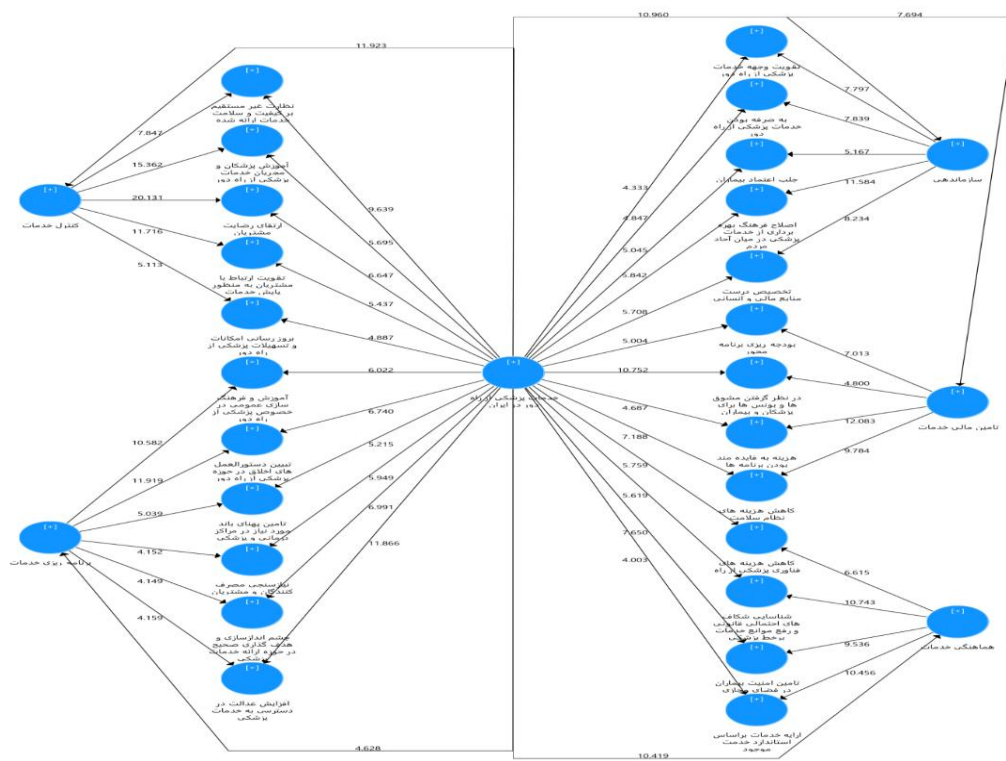 10.960
7.694
11.923
[+]
تقویت وجهه خدمات
پزشکی از راه دور
[+]
نظارت غیر مستقیم
بر کیفیت و سلامت
خدمات ارائه شده
[+]
به صرفه بودن
خدمات پزشکی از راه
دور
7.797
7.839
7.847
[+]
آموزش پزشکان و
مجریان خدمات
پزشکی از راه دور
[+]
جلب اعتماد بیماران
5.167
[+]
سازماندهی
15.362
4.333
11.584
[+]
کنترل خدمات
20.131
[+]
ارتقای رضایت
مشتریان
9.639
4.847
[+]
اصلاح فرهنگ بهره
برداری از خدمات
پزشکی در میان آحاد
مردم
8.234
11.716
[+]
تقویت ارتباط با
مشتریان به منظور
پایش خدمات
5.695
5.045
[+]
تخصیص درست
منابع مالی و انسانی
5.113
6.647
5.842
5.437
5.708
[+]
بروز رسانی امکانات
و تسهیلات پزشکی از
راه دور
4.887
5.004
[+]
بودجه ریزی برنامه
محور
7.013
[+]
آموزش و فرهنگ
سازی عمومی در
خصوص پزشکی از
راه دور
6.022
[+]
خدمات پزشکی از راه
دور در ایران
10.752
[+]
در نظر گرفتن مشوق
ها و بونس ها برای
پزشکان و بیماران
4.800
[+]
تامین مالی خدمات
10.582
6.740
4.687
[+]
هزینه به فایده مند
بودن برنامه ها
12.083
[+]
تبیین دستورالعمل
های اخلاق در حوزه
پزشکی از راه دور
5.215
7.188
9.784
11.919
5.949
5.759
[+]
کاهش هزینه های
نظام سلامت
5.039
[+]
تامین پهنای باند
مورد نیاز در مراکز
درمانی و پزشکی
6.991
5.619
[+]
کاهش هزینه های
فناوری پزشکی از راه
[+]
برنامه ریزی خدمات
4.152
[+]
نیازسنجی مصرف
کنندگان و مشتریان
11.866
7.650
6.615
4.149
4.003
[+]
شناسایی شکاف
های احتمالی قانونی
و رفع موانع خدمات
برخط پزشکی
10.743
4.159
[+]
چشم اندازسازی و
هدف گذاری صحیح
در حوزه ارائه خدمات
پزشکی
[+]
هماهنگی خدمات
9.536
[+]
تامین امنیت بیماران
در فضای مجازی
10.456
[+]
افزایش عدالت در
دسترسی به خدمات
پزشکی
[+]
ارایه خدمات براساس
استاندارد خدمت
موجود
4.628
10.419